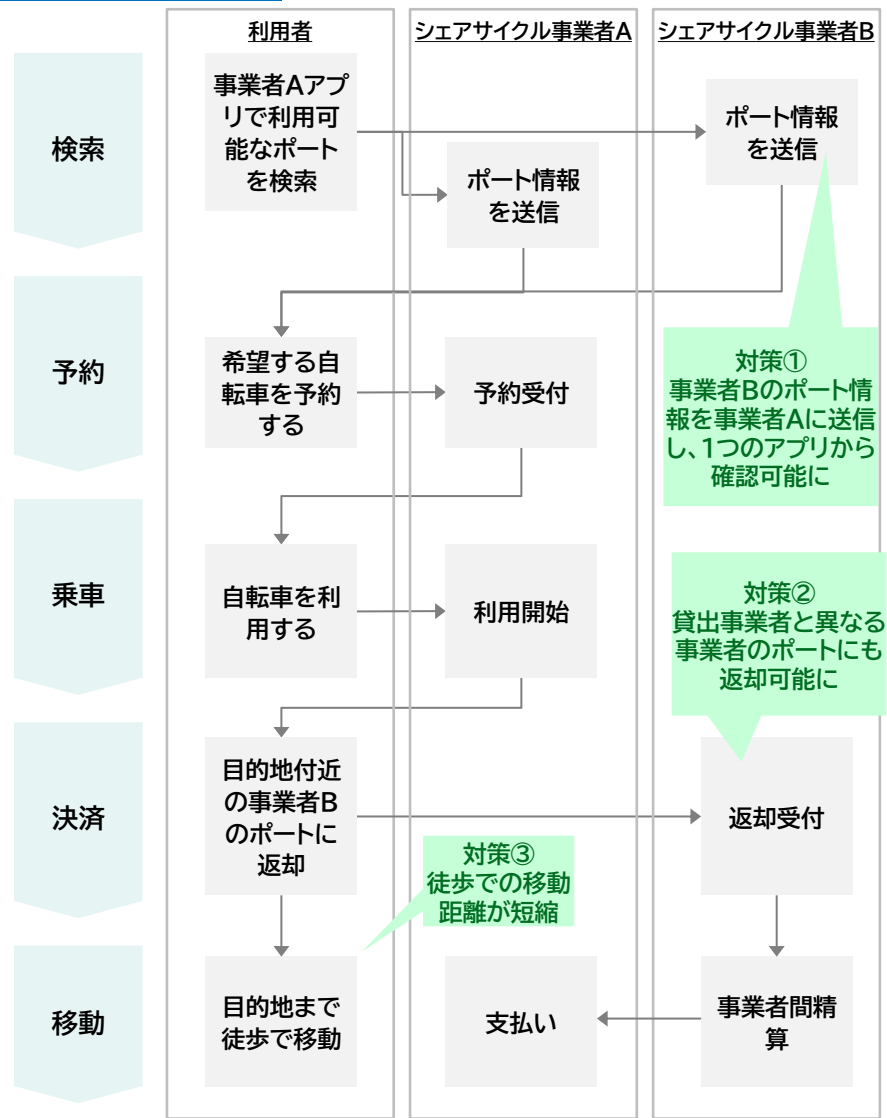 利用者
シェアサイクル事業者A
シェアサイクル事業者B
検索
事業者Aアプ
リで利用可
能なポート
を検索
ポート情報
を送信
ポート情報
を送信
対策①
事業者Bのポート情
報を事業者Aに送信
し、1つのアプリから
確認可能に
予約
希望する自
転車を予約
する
予約受付
乗車
自転車を利
用する
利用開始
対策②
貸出事業者と異なる
事業者のポートにも
返却可能に
決済
目的地付近
の事業者B
のポートに
返却
返却受付
対策③
徒歩での移動
距離が短縮
移動
目的地まで
徒歩で移動
支払い
事業者間精
算